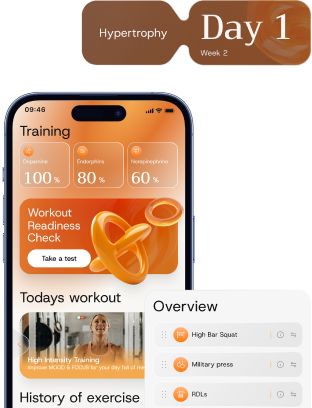 Hypertrophy
Day 1
Week 2
09:46
Training
Dopamine
Endorphins
Norepinephrine
100 %
80 %
60 %
Workout
Readiness
Check
Take a test
Todays workout
Overview
High Bar Squat
Military press
RDLs
High Intensity Training
Improve MOOD & FOCUS for your day full of
History of exercise